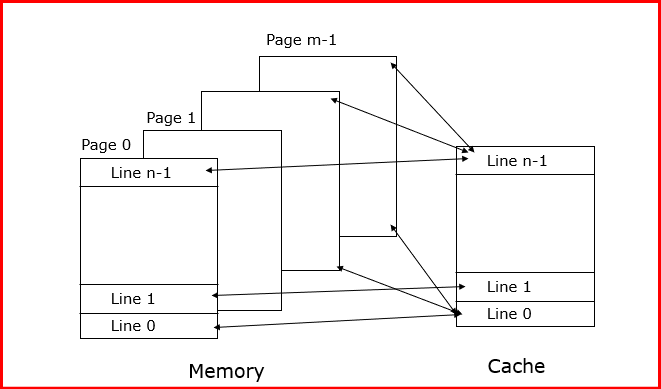 Page m-1
Page 1
Page 0
Line n-1
Line n-1
Line 1
Line 1
Line 0
Line 0
Memory
Cache